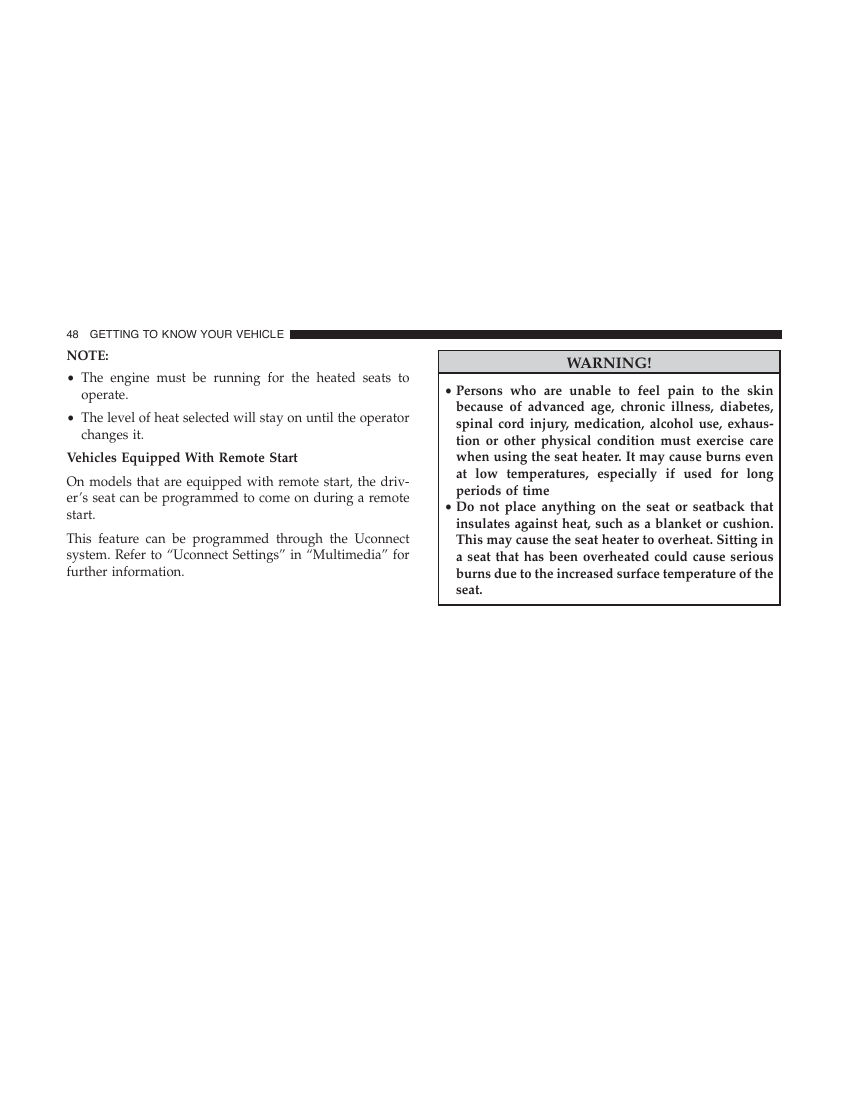 48 GETTING TO KNOW YOUR VEHICLE
NOTE:
• The engine must be running for the heated seats to
operate.
• The level of heat selected will stay on until the operator
changes it.
Vehicles Equipped With Remote Start
On models that are equipped with remote start, the driv-
er’s seat can be programmed to come on during a remote
start.
This feature can be programmed through the Uconnect
system. Refer to “Uconnect Settings” in “Multimedia” for
further information.
WARNING!
• Persons who are unable to feel pain to the skin
because of advanced age, chronic illness, diabetes,
spinal cord injury, medication, alcohol use, exhaus-
tion or other physical condition must exercise care
when using the seat heater. It may cause burns even
at low temperatures, especially if used for long
periods of time
• Do not place anything on the seat or seatback that
insulates against heat, such as a blanket or cushion.
This may cause the seat heater to overheat. Sitting in
a seat that has been overheated could cause serious
burns due to the increased surface temperature of the
seat.